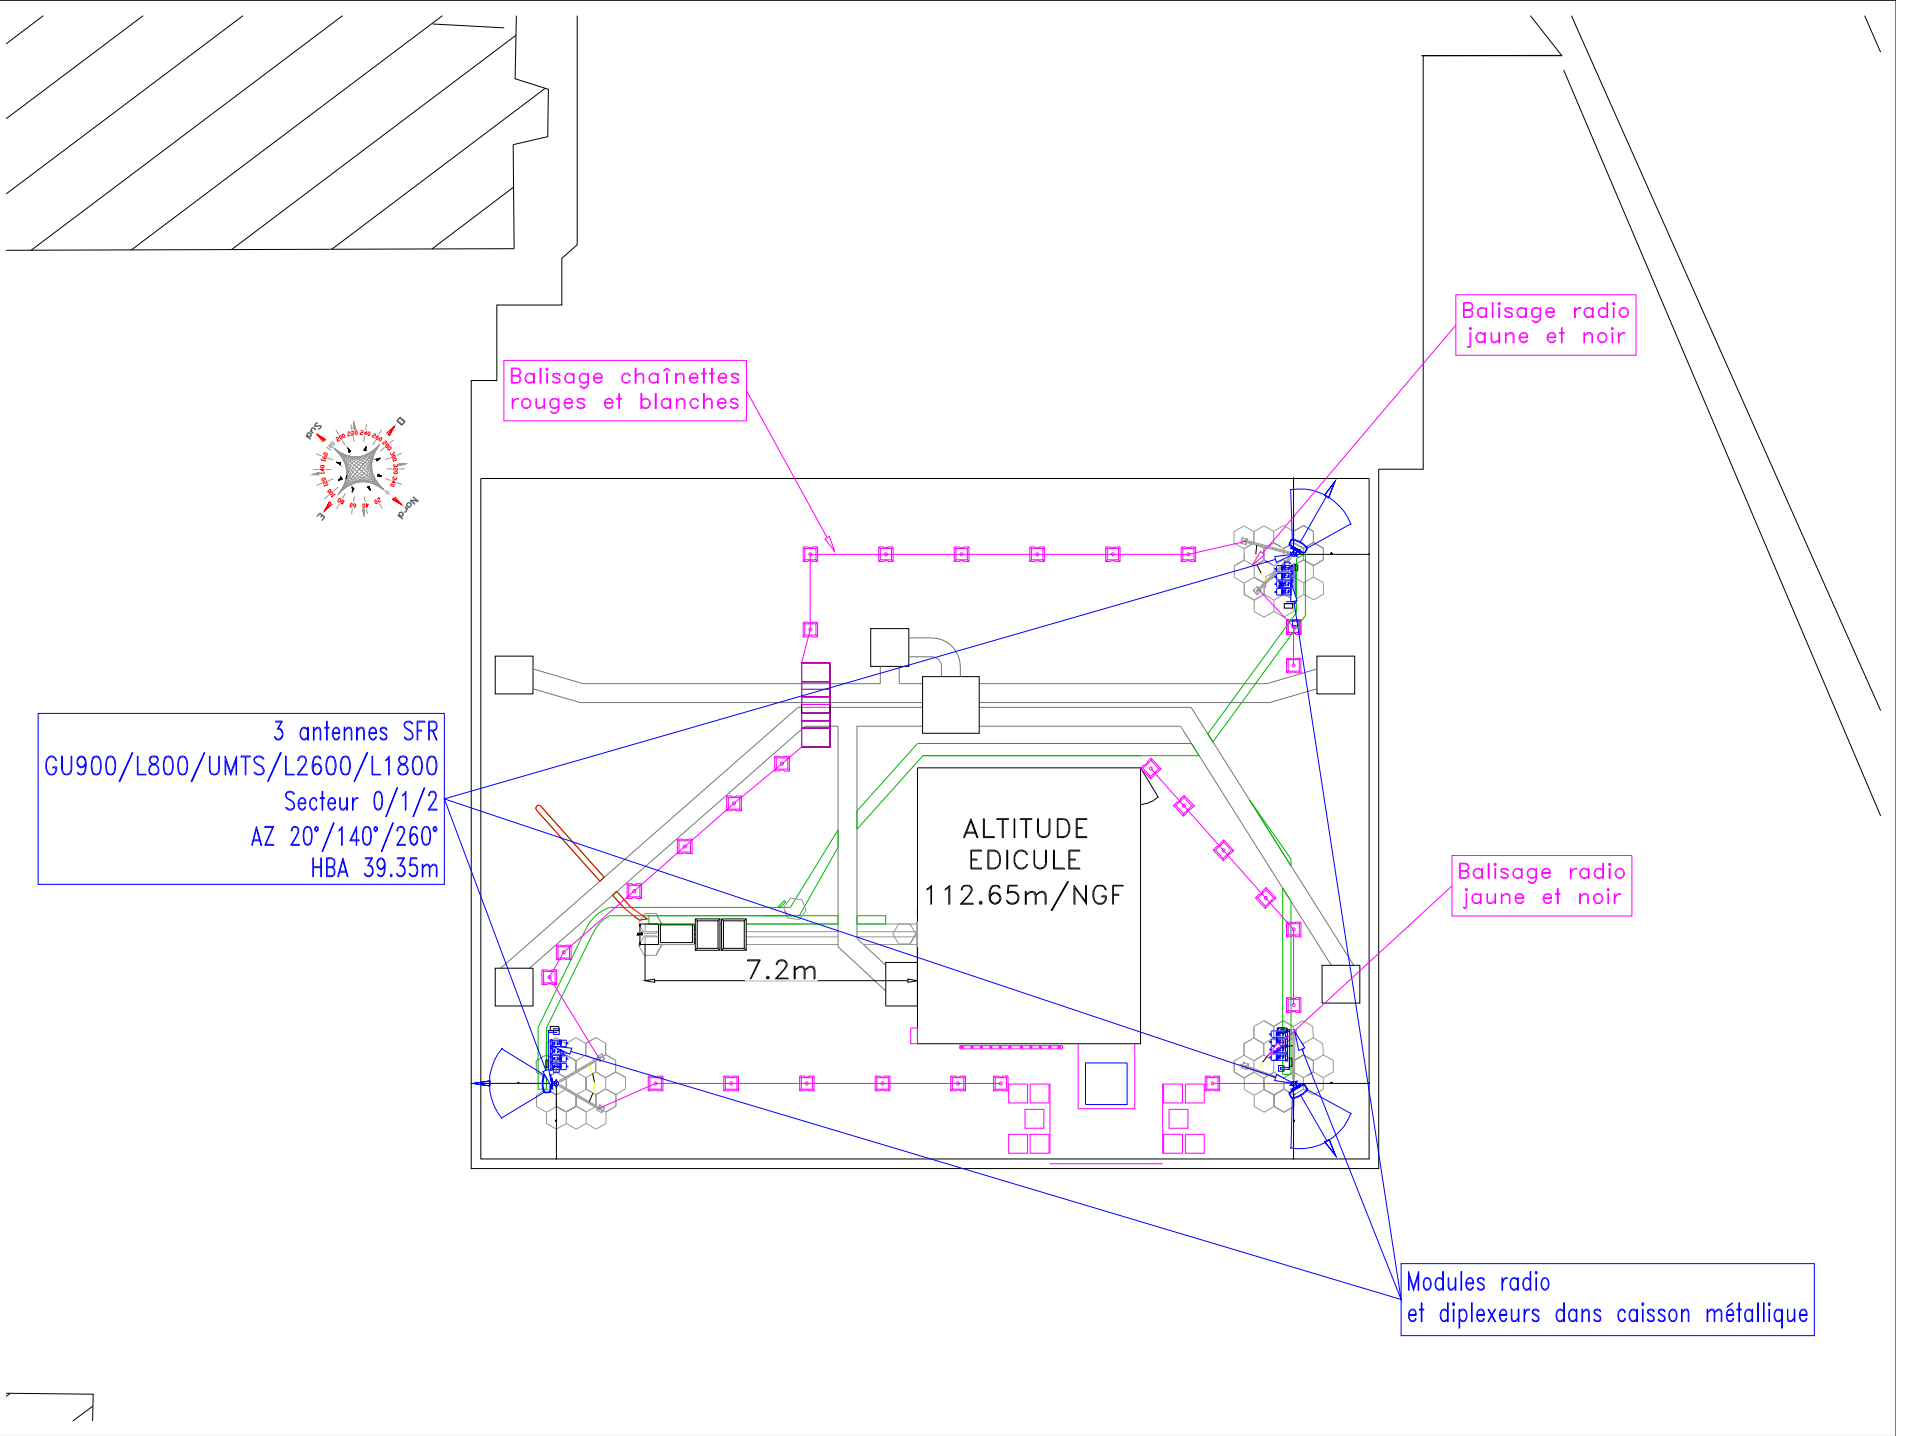 Balisage radio
jaune et noir
Balisage chaînettes
rouges et blanches
Sud
O
Nord
E
3 antennes SFR
GU900/L800/UMTS/L2600/L1800
Secteur 0/1/2
AZ 20°/140°/260°
HBA 39.35m
ALTITUDE
EDICULE
112.65m/NGF
7.2m
Balisage radio
jaune et noir
Modules radio
et diplexeurs dans caisson métallique